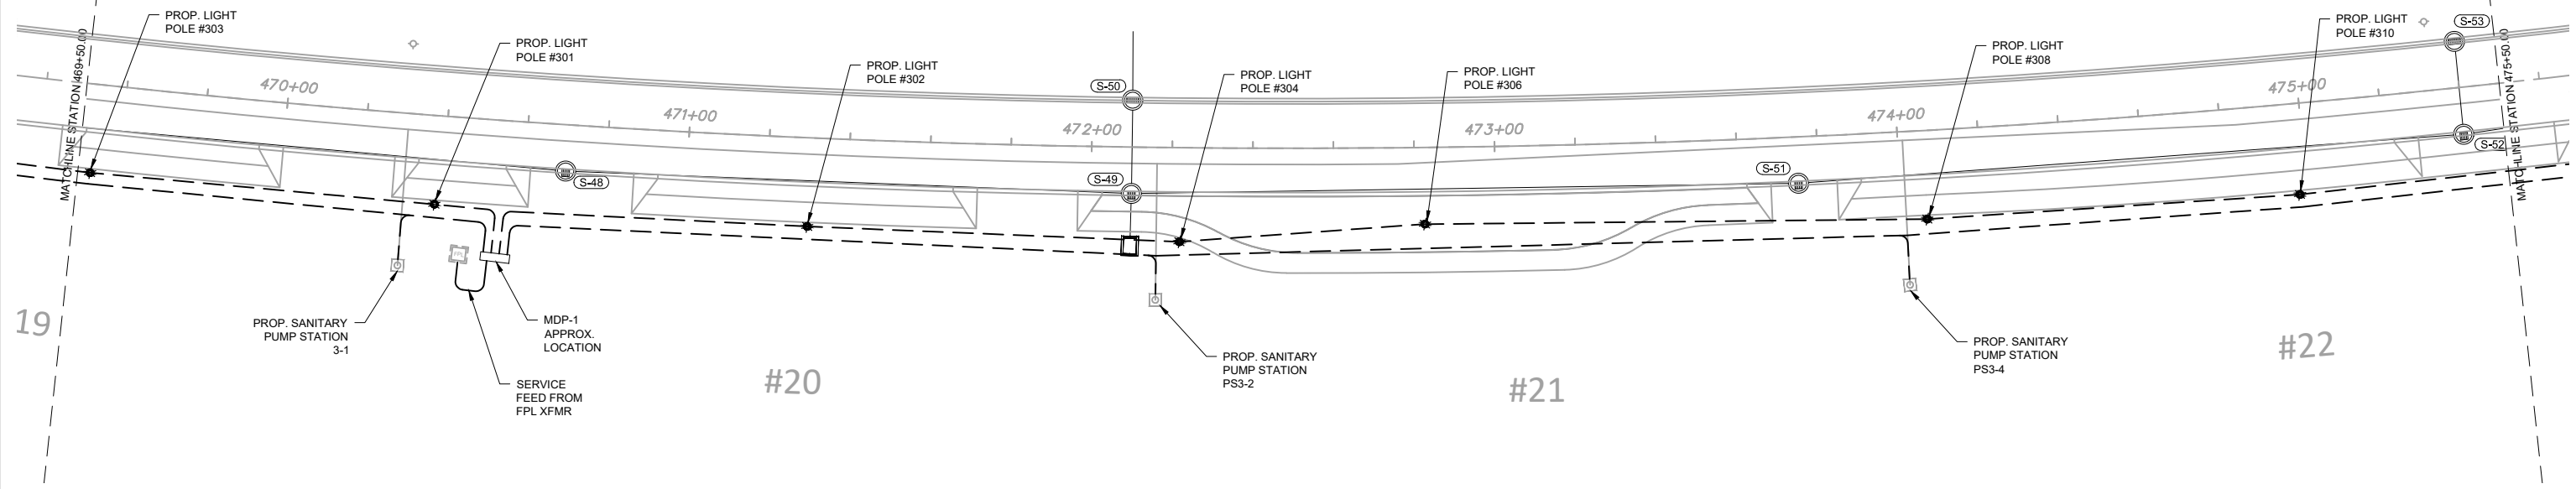 PROP. LIGHT
POLE #303
PROP. LIGHT
POLE #301
PROP. LIGHT
POLE #302
PROP. LIGHT
POLE #304
PROP. LIGHT
POLE #306
PROP. LIGHT
POLE #308
PROP. LIGHT
POLE #310
S-53
MATCHLINE STATION 469+50.00
MATCHLINE STATION 475+50.00
470+00
471+00
472+00
473+00
474+00
475+00
S-50
S-48
S-49
S-51
S-52
FPL
PROP. SANITARY
PUMP STATION
3-1
MDP-1
APPROX.
LOCATION
SERVICE
FEED FROM
FPL XFMR
PROP. SANITARY
PUMP STATION
PS3-2
PROP. SANITARY
PUMP STATION
PS3-4
19
#20
#21
#22